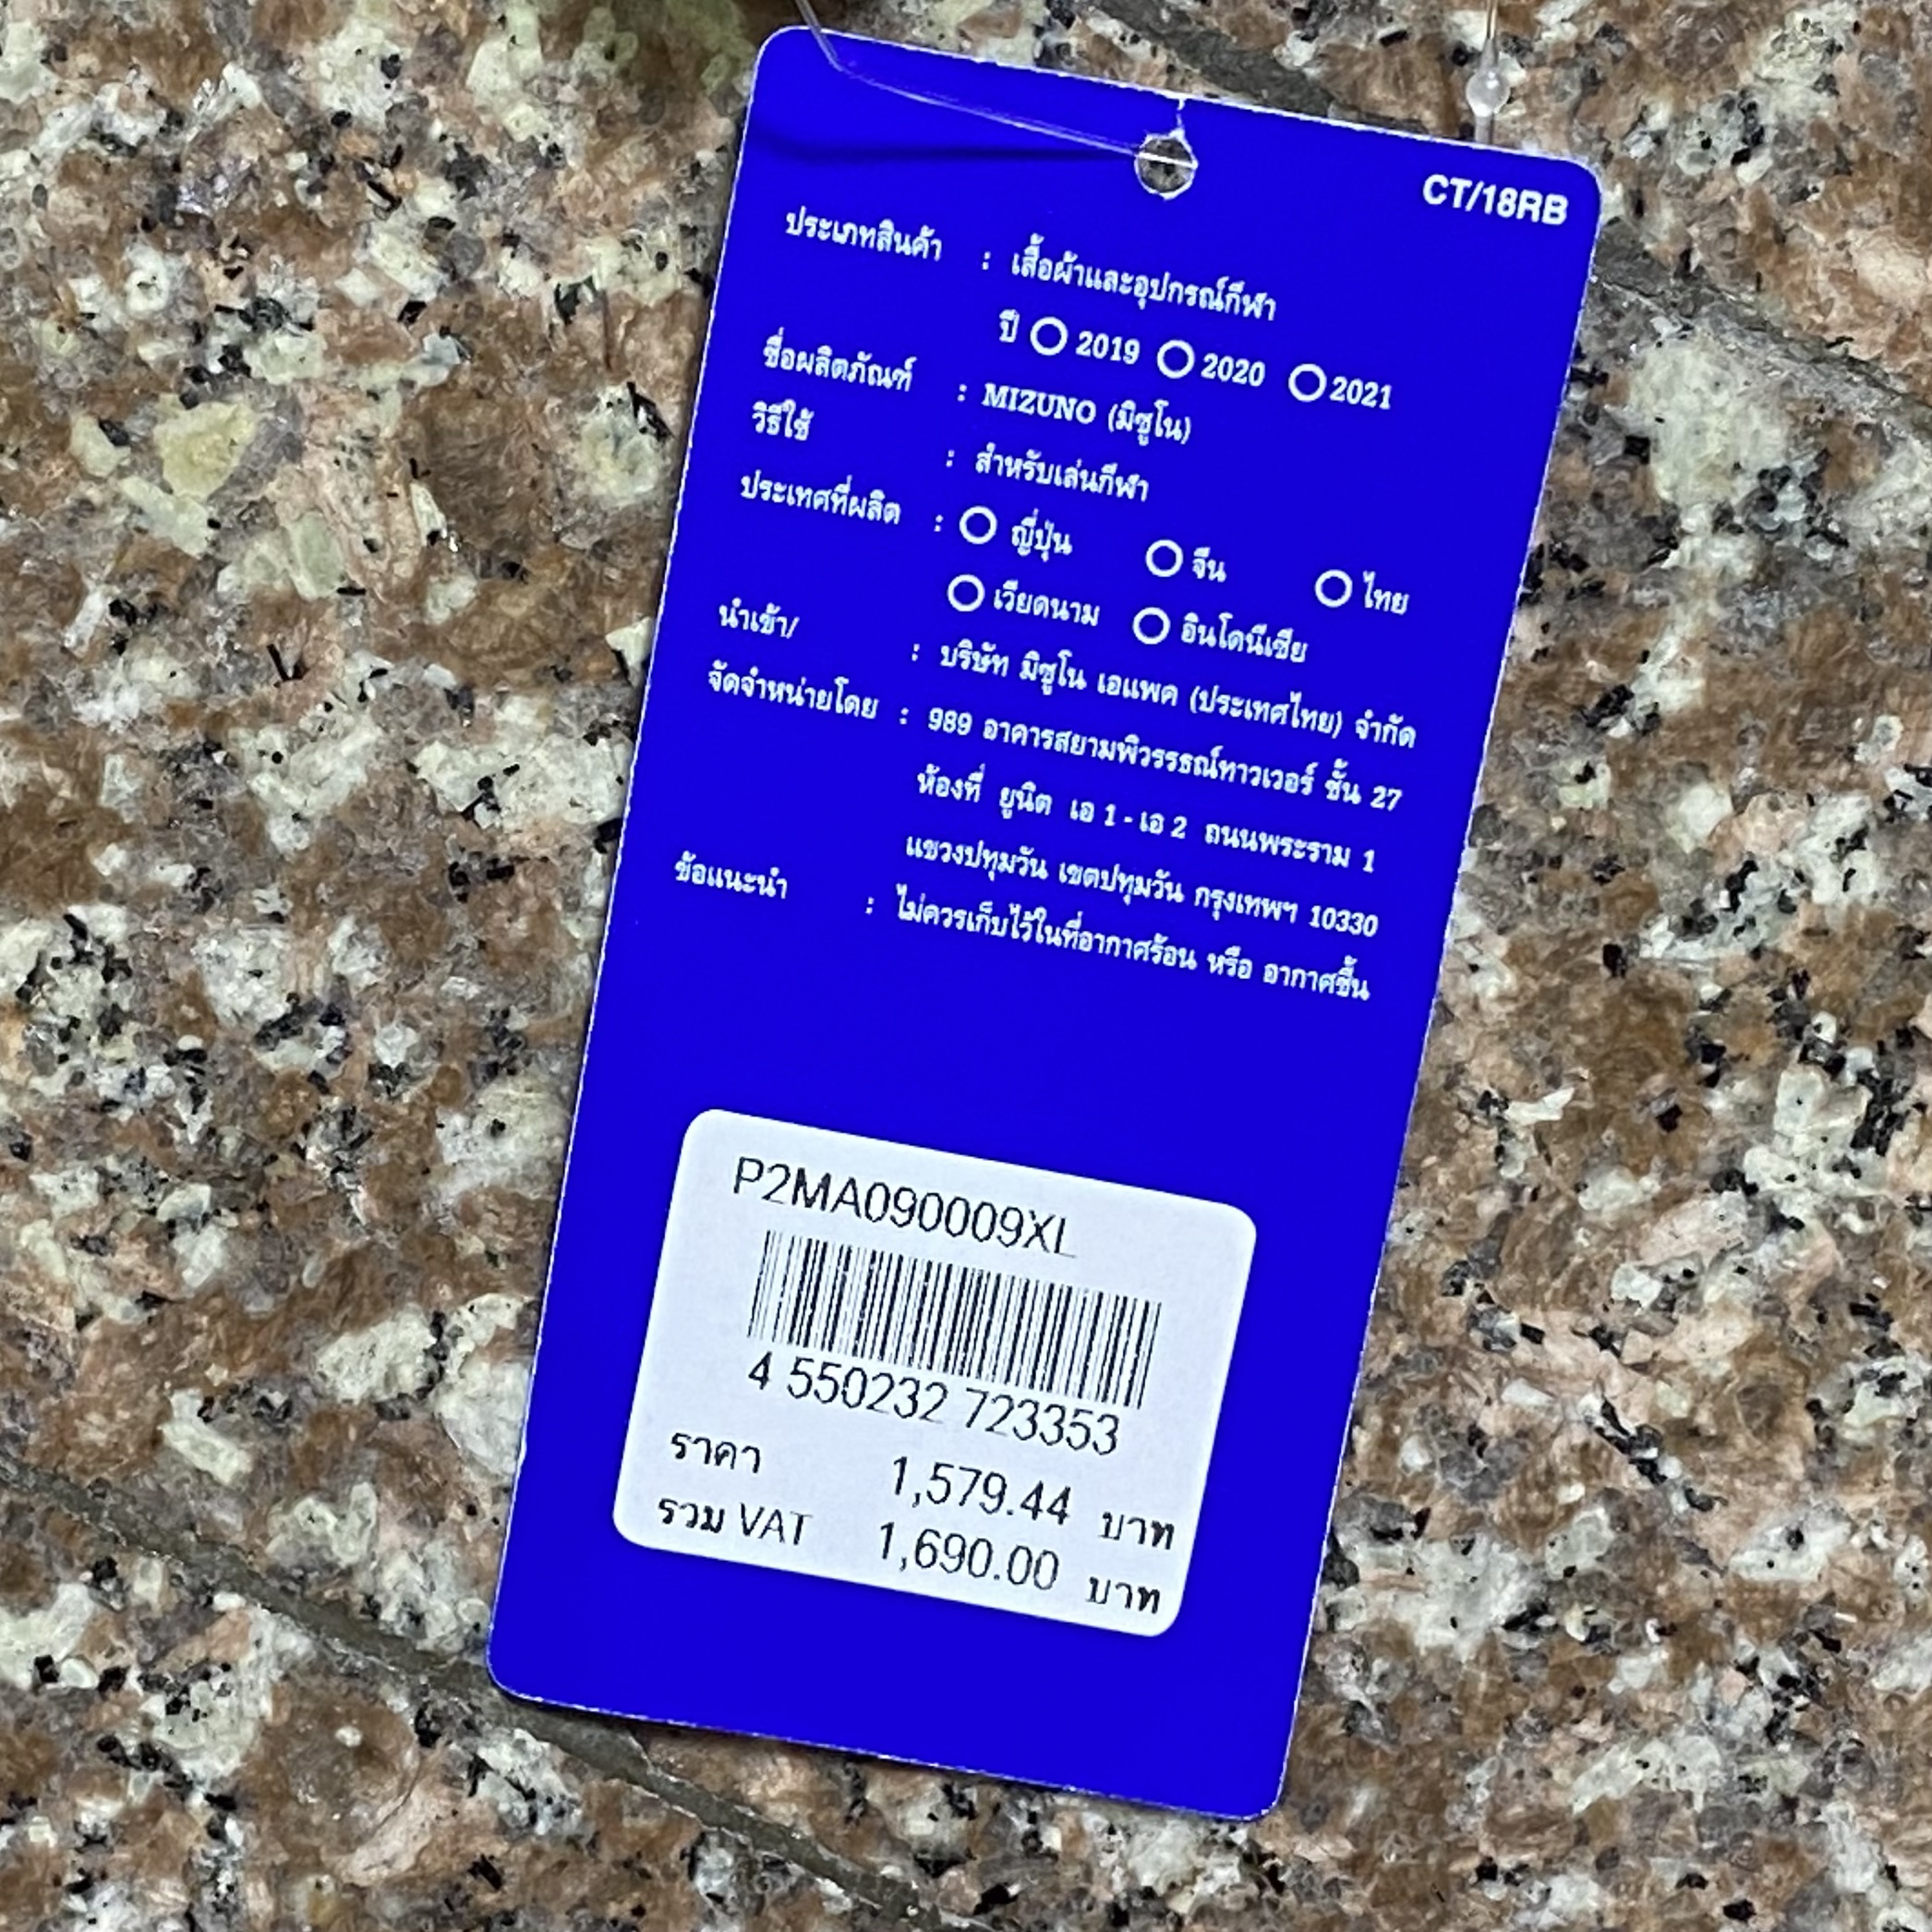 CT/18RB
ประเภทสินค้า : เสื้อผ้าและอุปกรณ์กีฬา
ปี 2019 2020 2021
ชื่อผลิตภัณฑ์ : MIZUNO (มิซูโน)
วิธีใช้ : สำหรับเล่นกีฬา
ประเทศที่ผลิต : ญี่ปุ่น จีน ไทย
เวียดนาม อินโดนีเซีย
นำเข้า/ : บริษัท มิซูโน เอแพค (ประเทศไทย) จำกัด
จัดจำหน่ายโดย : 989 อาคารสยามพิวรรธณ์ทาวเวอร์ ชั้น 27
ห้องที่ ยูนิต เอ 1 - เอ 2 ถนนพระราม 1
แขวงปทุมวัน เขตปทุมวัน กรุงเทพฯ 10330
ข้อแนะนำ : ไม่ควรเก็บไว้ในที่อากาศร้อน หรือ อากาศชื้น
P2MA090009XL
4 550232 723353
ราคา 1,579.44 บาท
รวม VAT 1,690.00 บาท